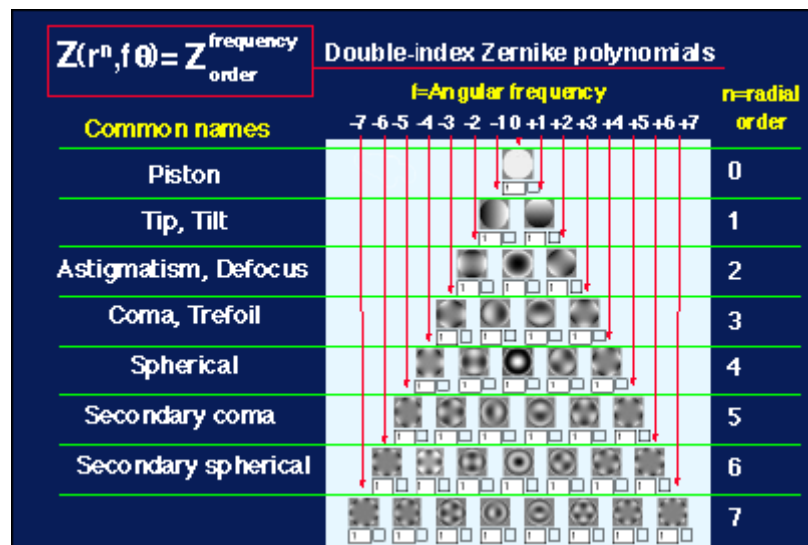 Z(rⁿ,fθ)= Z frequency order
Double-index Zernike polynomials
f=Angular frequency
n=radial order
Common names
-7 -6 -5 -4 -3 -2 -1 0 +1 +2 +3 +4 +5 +6 +7
Piston 0
Tip, Tilt 1
Astigmatism, Defocus 2
Coma, Trefoil 3
Spherical 4
Secondary coma 5
Secondary spherical 6
7